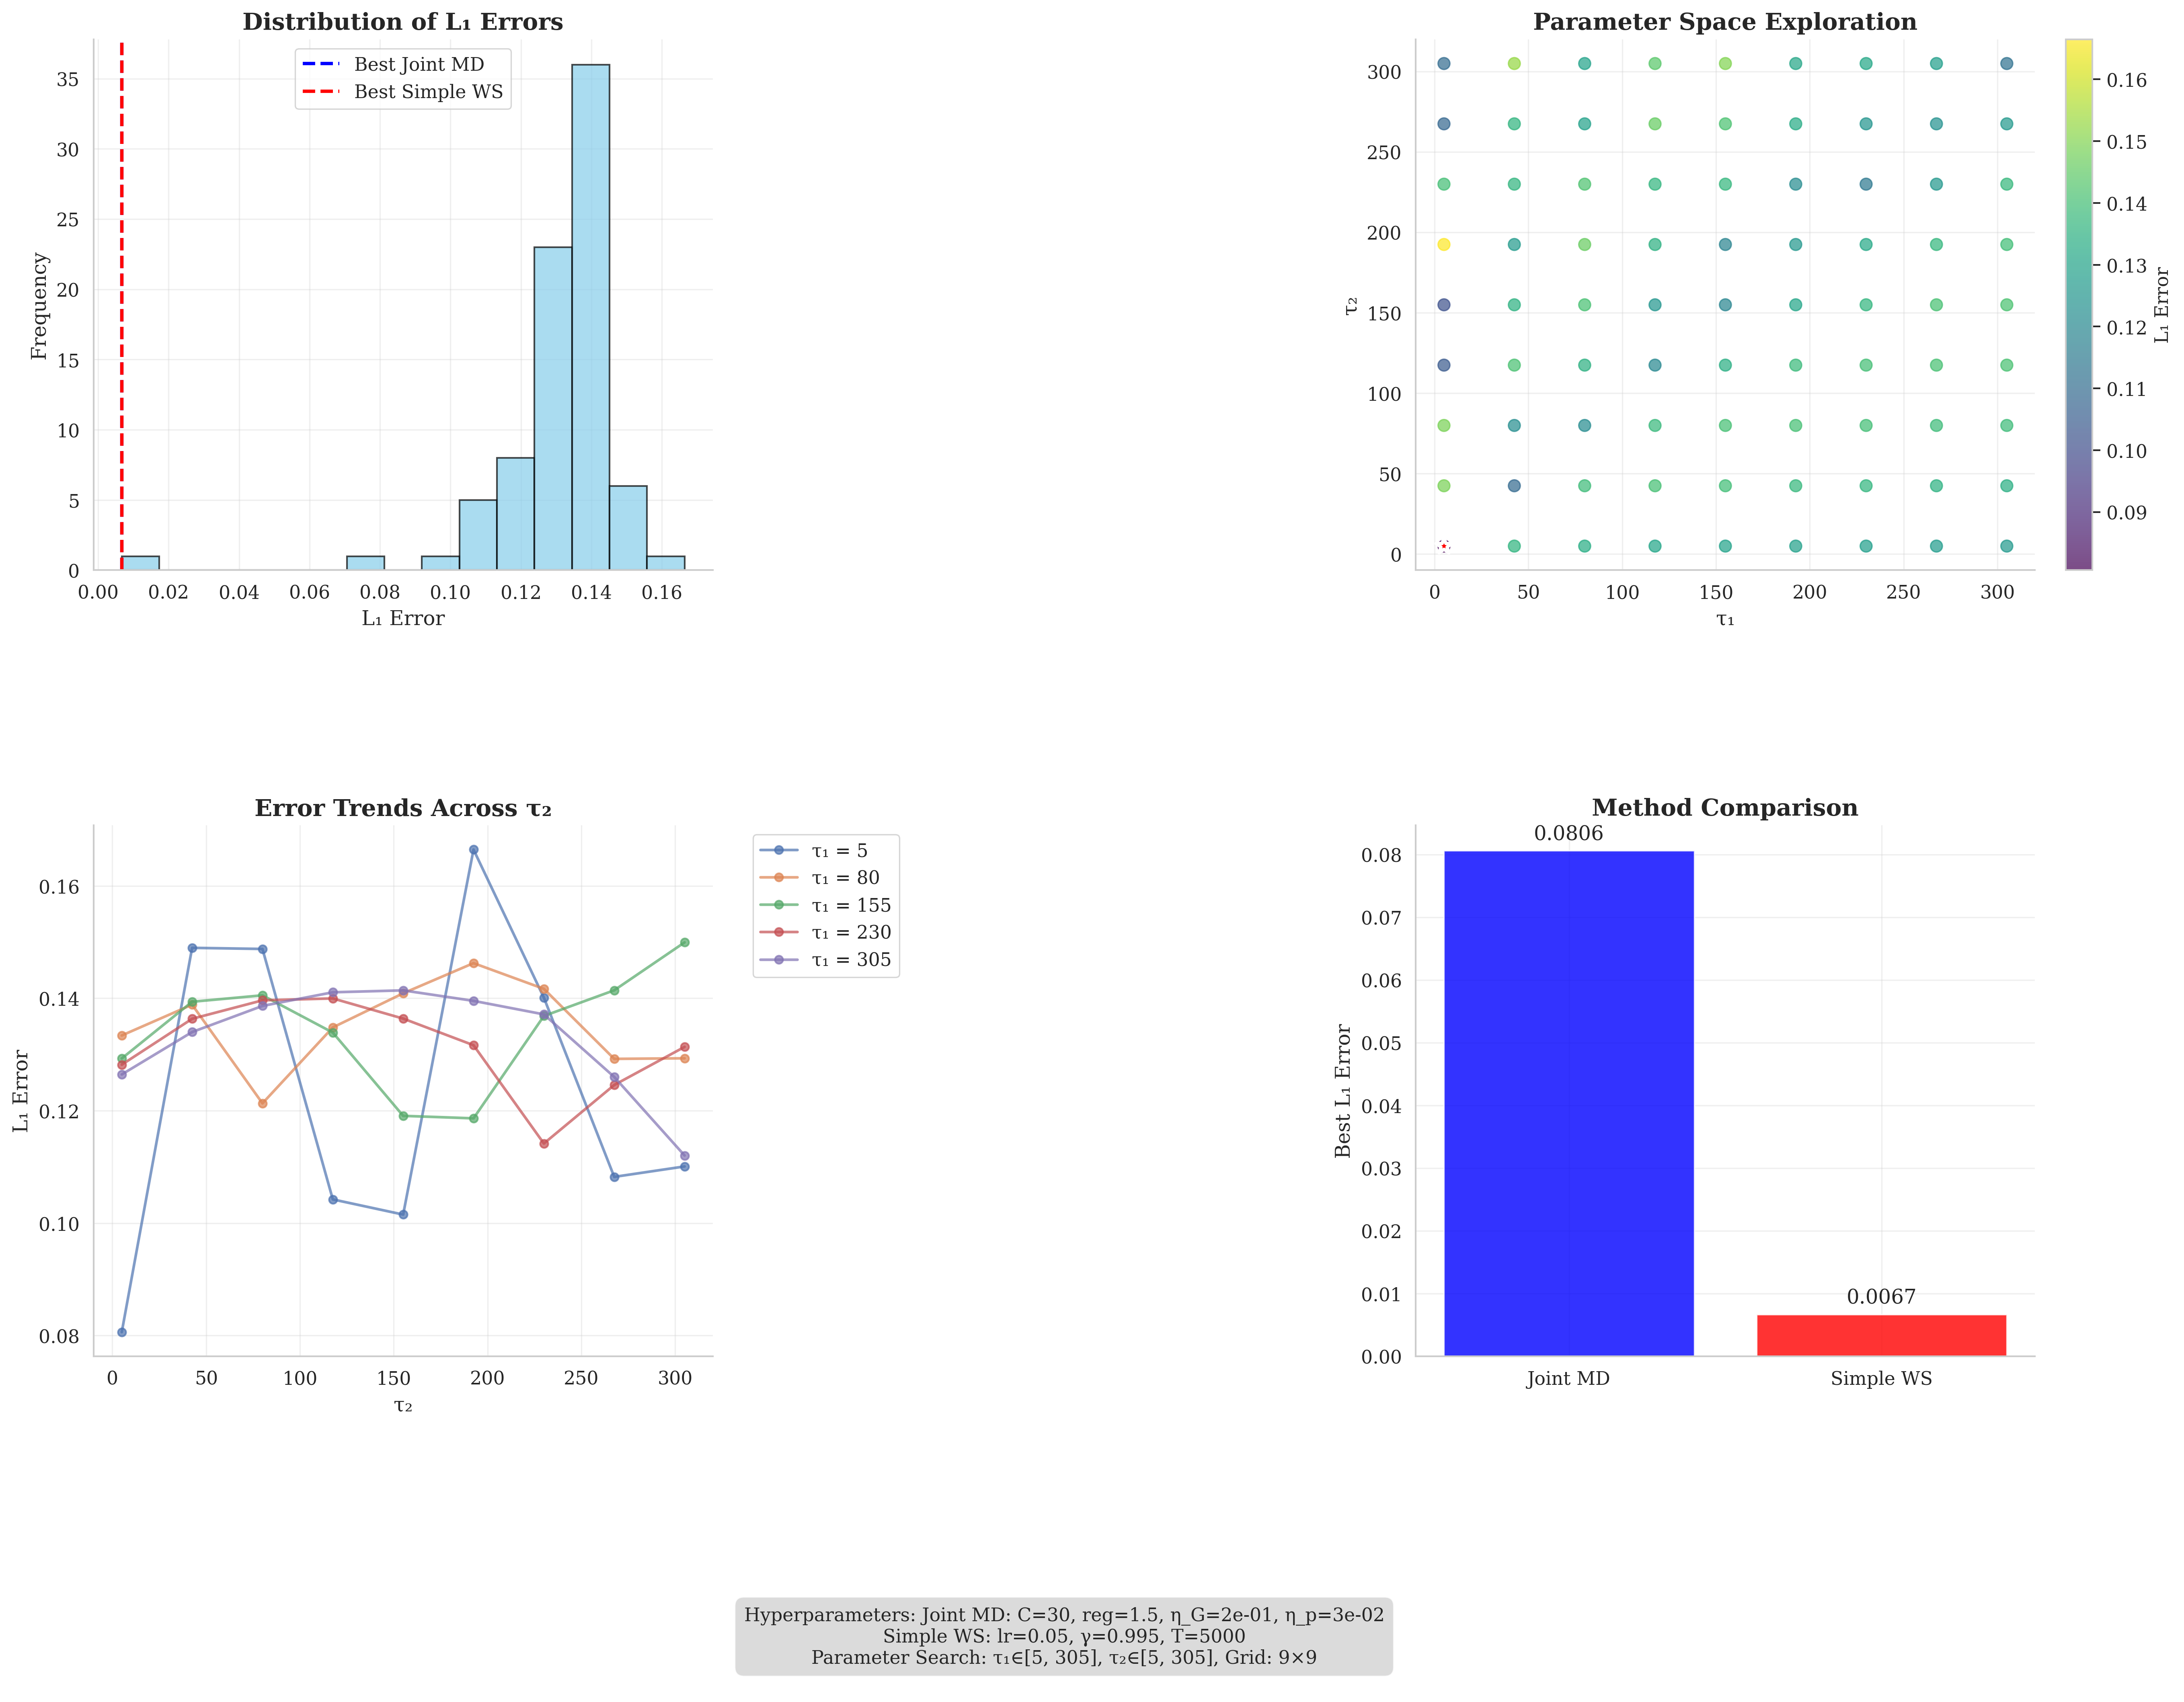 Distribution of L₁ Errors
Best Joint MD
Best Simple WS
Frequency
35
30
25
20
15
10
5
0
0.00 0.02 0.04 0.06 0.08 0.10 0.12 0.14 0.16
L₁ Error
Parameter Space Exploration
τ₂
300
250
200
150
100
50
0
0 50 100 150 200 250 300
τ₁
0.16
0.15
0.14
0.13
0.12
0.11
0.10
0.09
L₁ Error
Error Trends Across τ₂
L₁ Error
0.16
0.14
0.12
0.10
0.08
0 50 100 150 200 250 300
τ₂
τ₁ = 5
τ₁ = 80
τ₁ = 155
τ₁ = 230
τ₁ = 305
Method Comparison
Best L₁ Error
0.08
0.07
0.06
0.05
0.04
0.03
0.02
0.01
0.00
0.0806
0.0067
Joint MD Simple WS
Hyperparameters: Joint MD: C=30, reg=1.5, η_G=2e-01, η_p=3e-02
Simple WS: lr=0.05, γ=0.995, T=5000
Parameter Search: τ₁∈[5, 305], τ₂∈[5, 305], Grid: 9×9